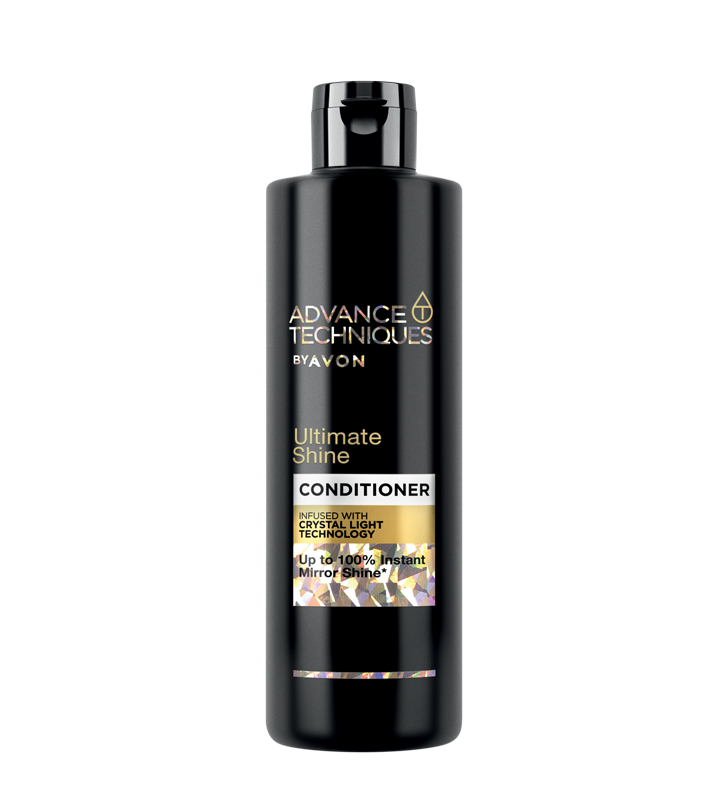 ADVANCE T
TECHNIQUES
BY AVON
Ultimate
Shine
CONDITIONER
INFUSED WITH
CRYSTAL LIGHT
TECHNOLOGY
Up to 100% Instant
Mirror Shine*